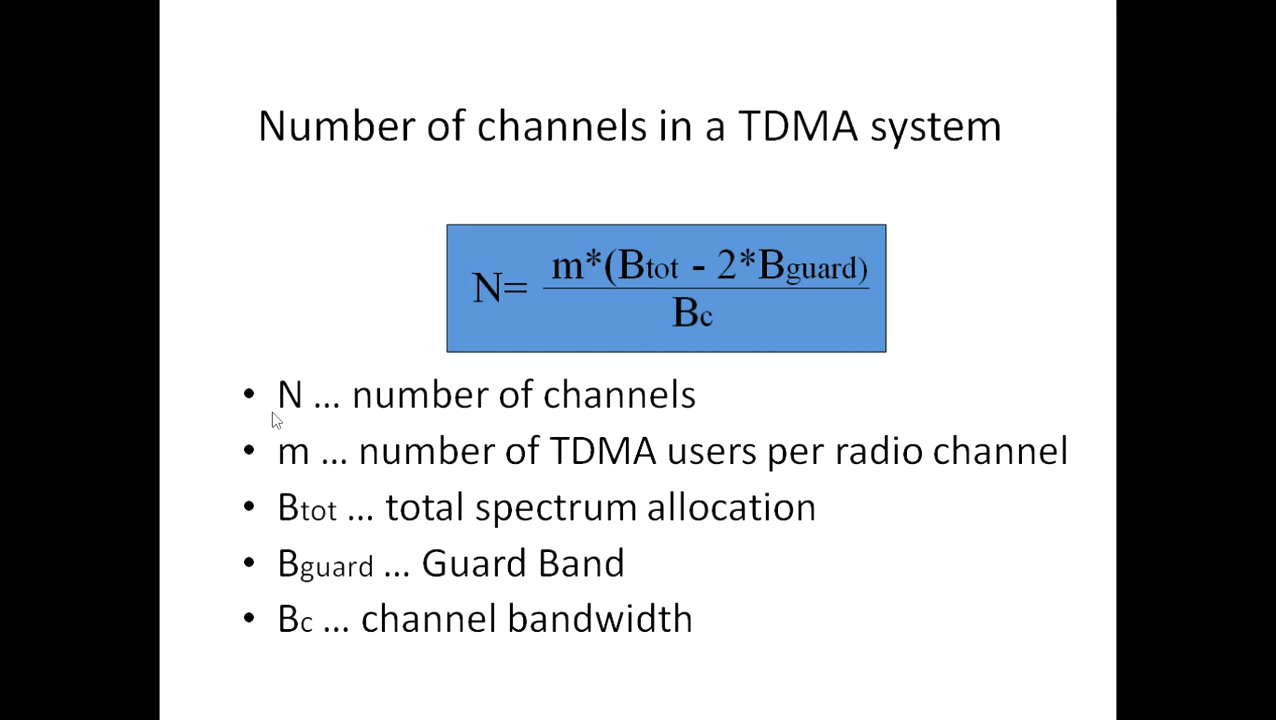 Number of channels in a TDMA system
N= m*(Btot - 2*Bguard)
Bc
• N ... number of channels
• m ... number of TDMA users per radio channel
• Btot ... total spectrum allocation
• Bguard ... Guard Band
• Bc ... channel bandwidth